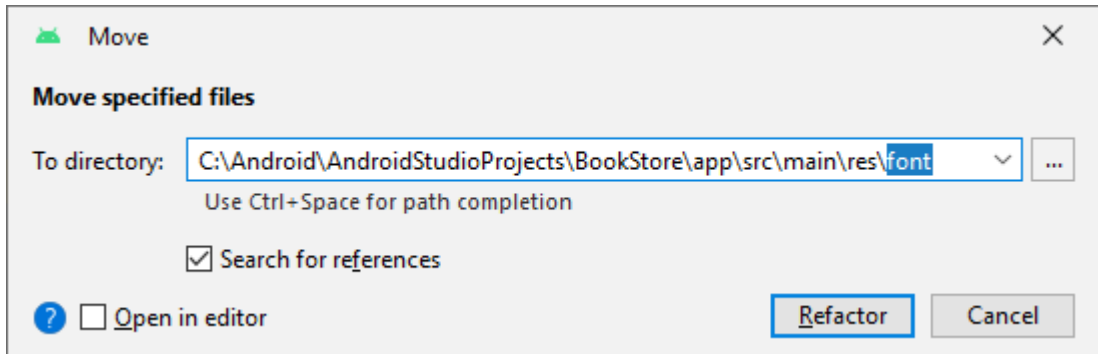 Move
Move specified files
To directory: C:\Android\AndroidStudioProjects\BookStore\app\src\main\res\font ...
Use Ctrl+Space for path completion
Search for references
? Open in editor Refactor Cancel